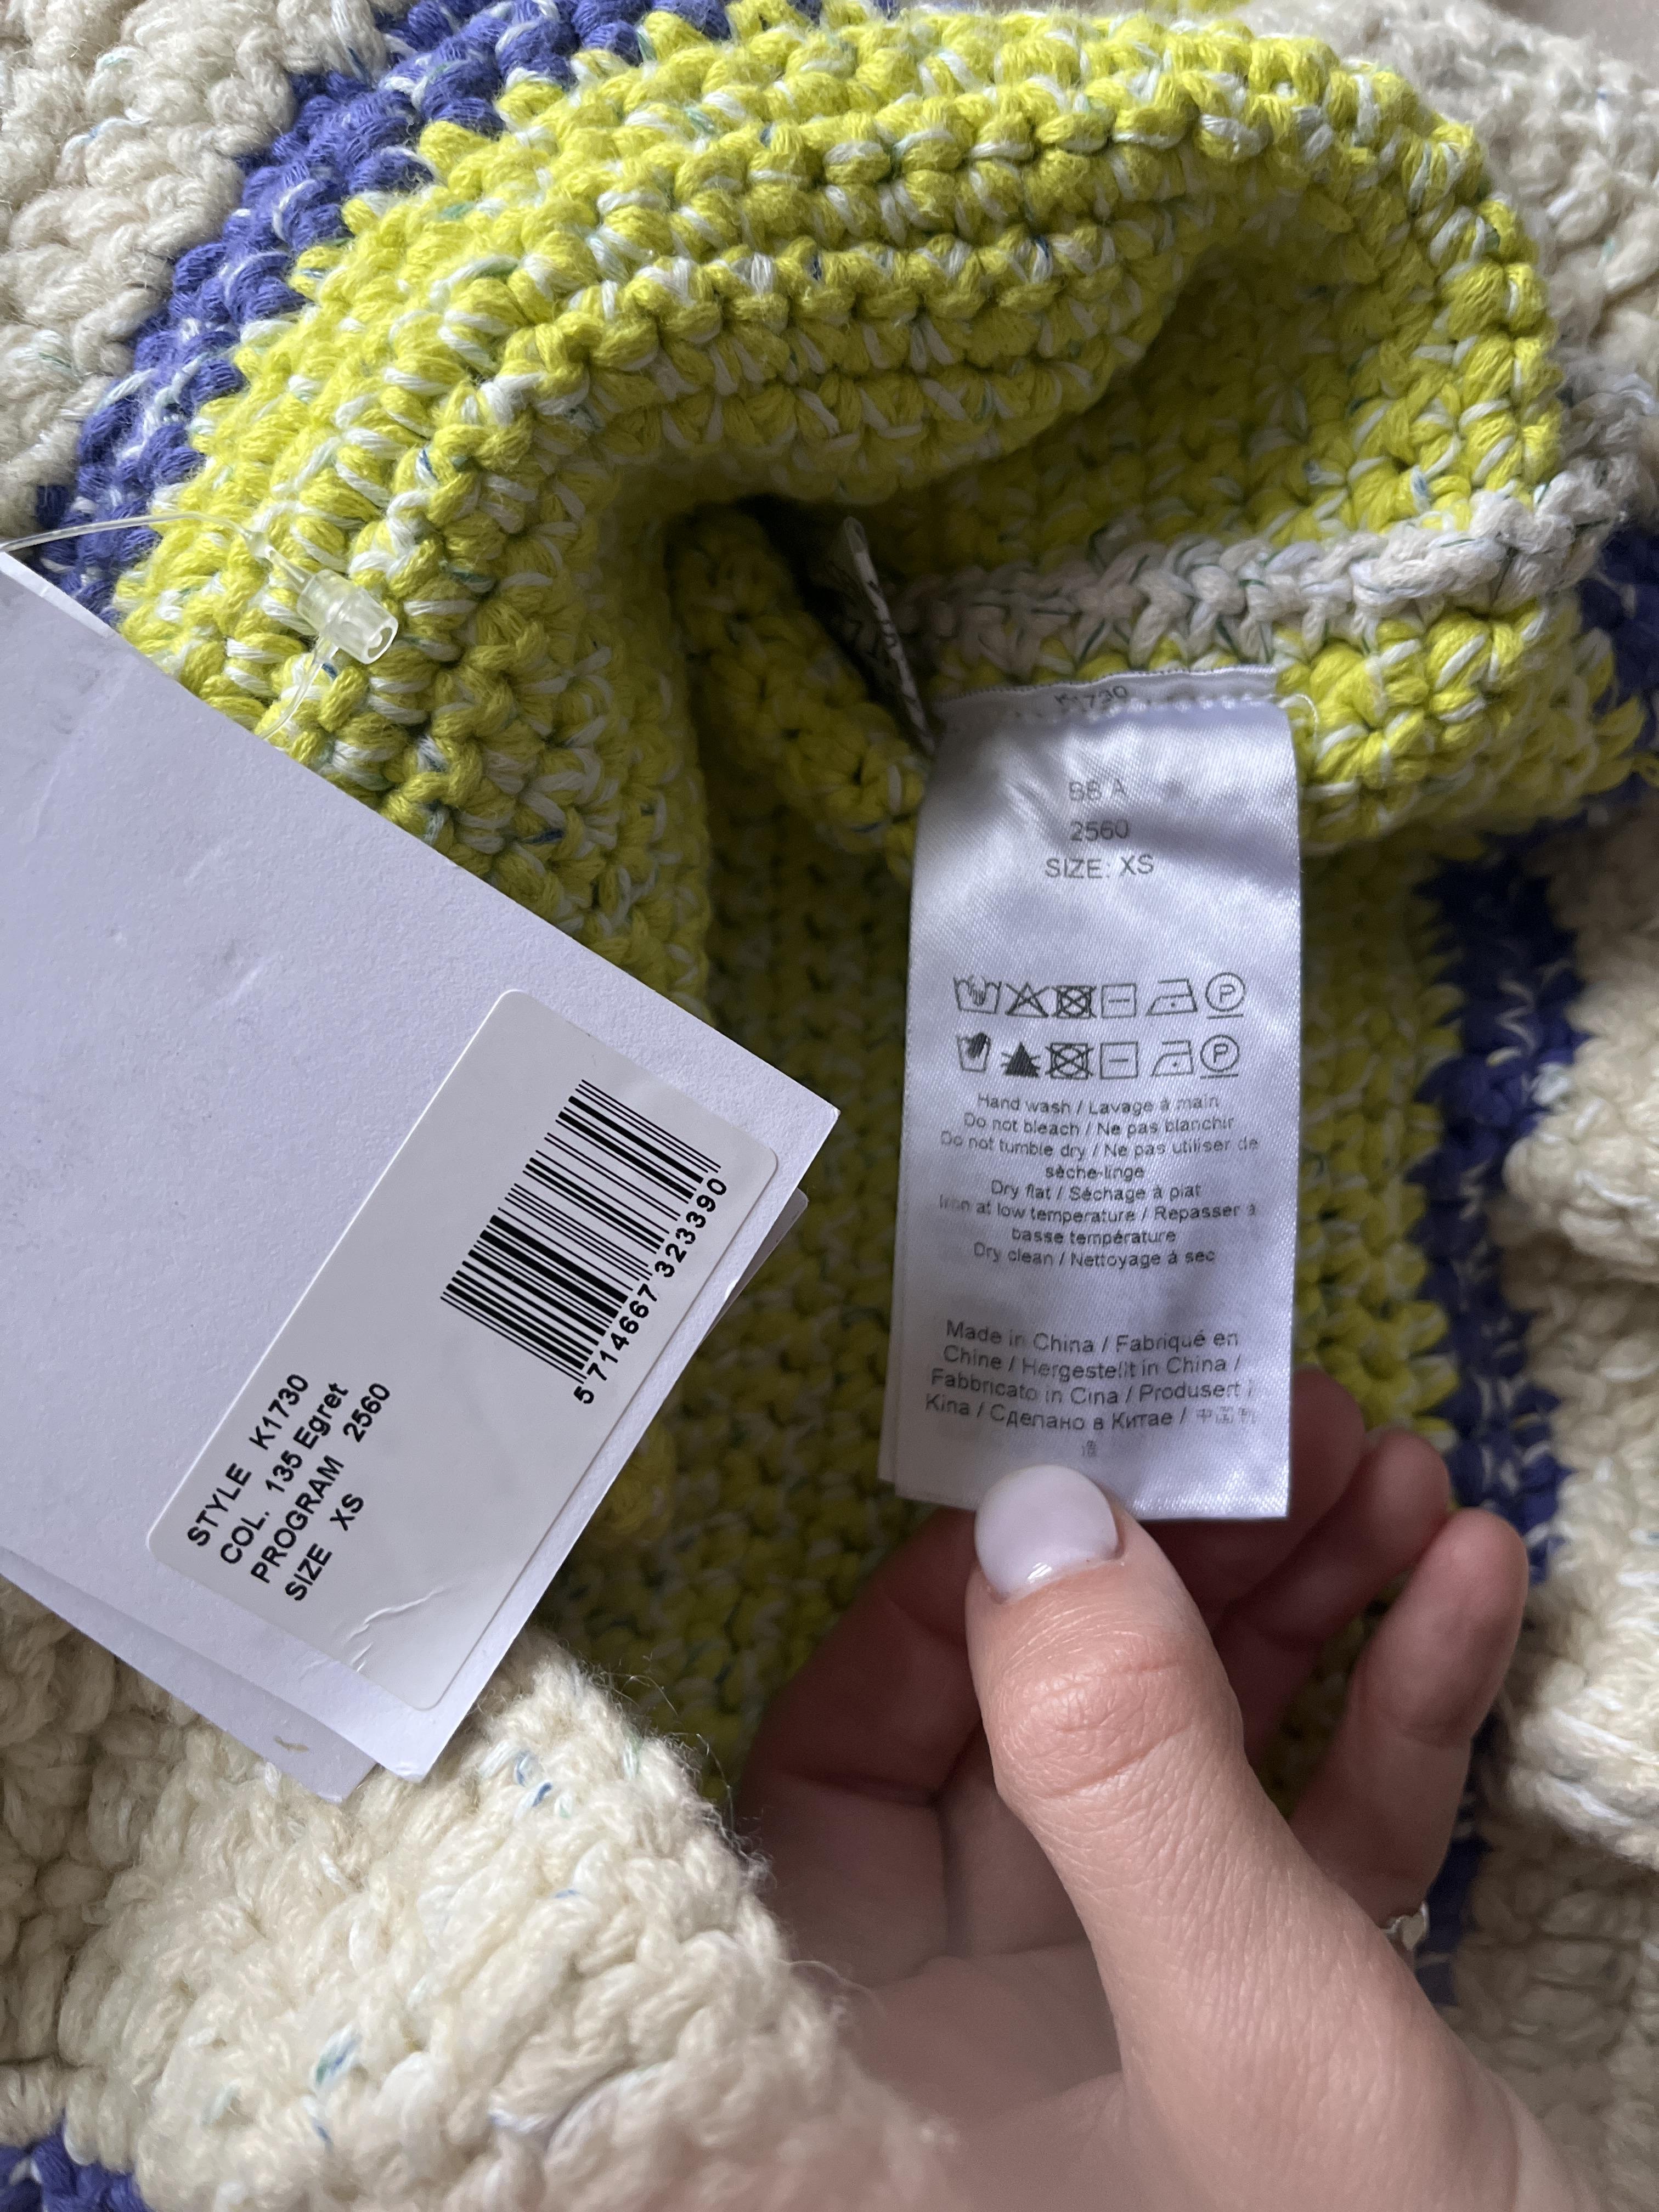 K1730
BB A
2560
SIZE: XS
P
P
Hand wash / Lavage à main
Do not bleach / Ne pas blanchir
Do not tumble dry / Ne pas utiliser de
sèche-linge
Dry flat / Séchage à plat
Iron at low temperature / Repasser à
basse température
Dry clean / Nettoyage à sec
Made in China / Fabriqué en
Chine / Hergestellt in China /
Fabbricato in Cina / Produsert i
Kina / Сделано в Китае / 中国制
造
5 714667 323390
STYLE K1730
COL. 135 Egret
PROGRAM 2560
SIZE XS